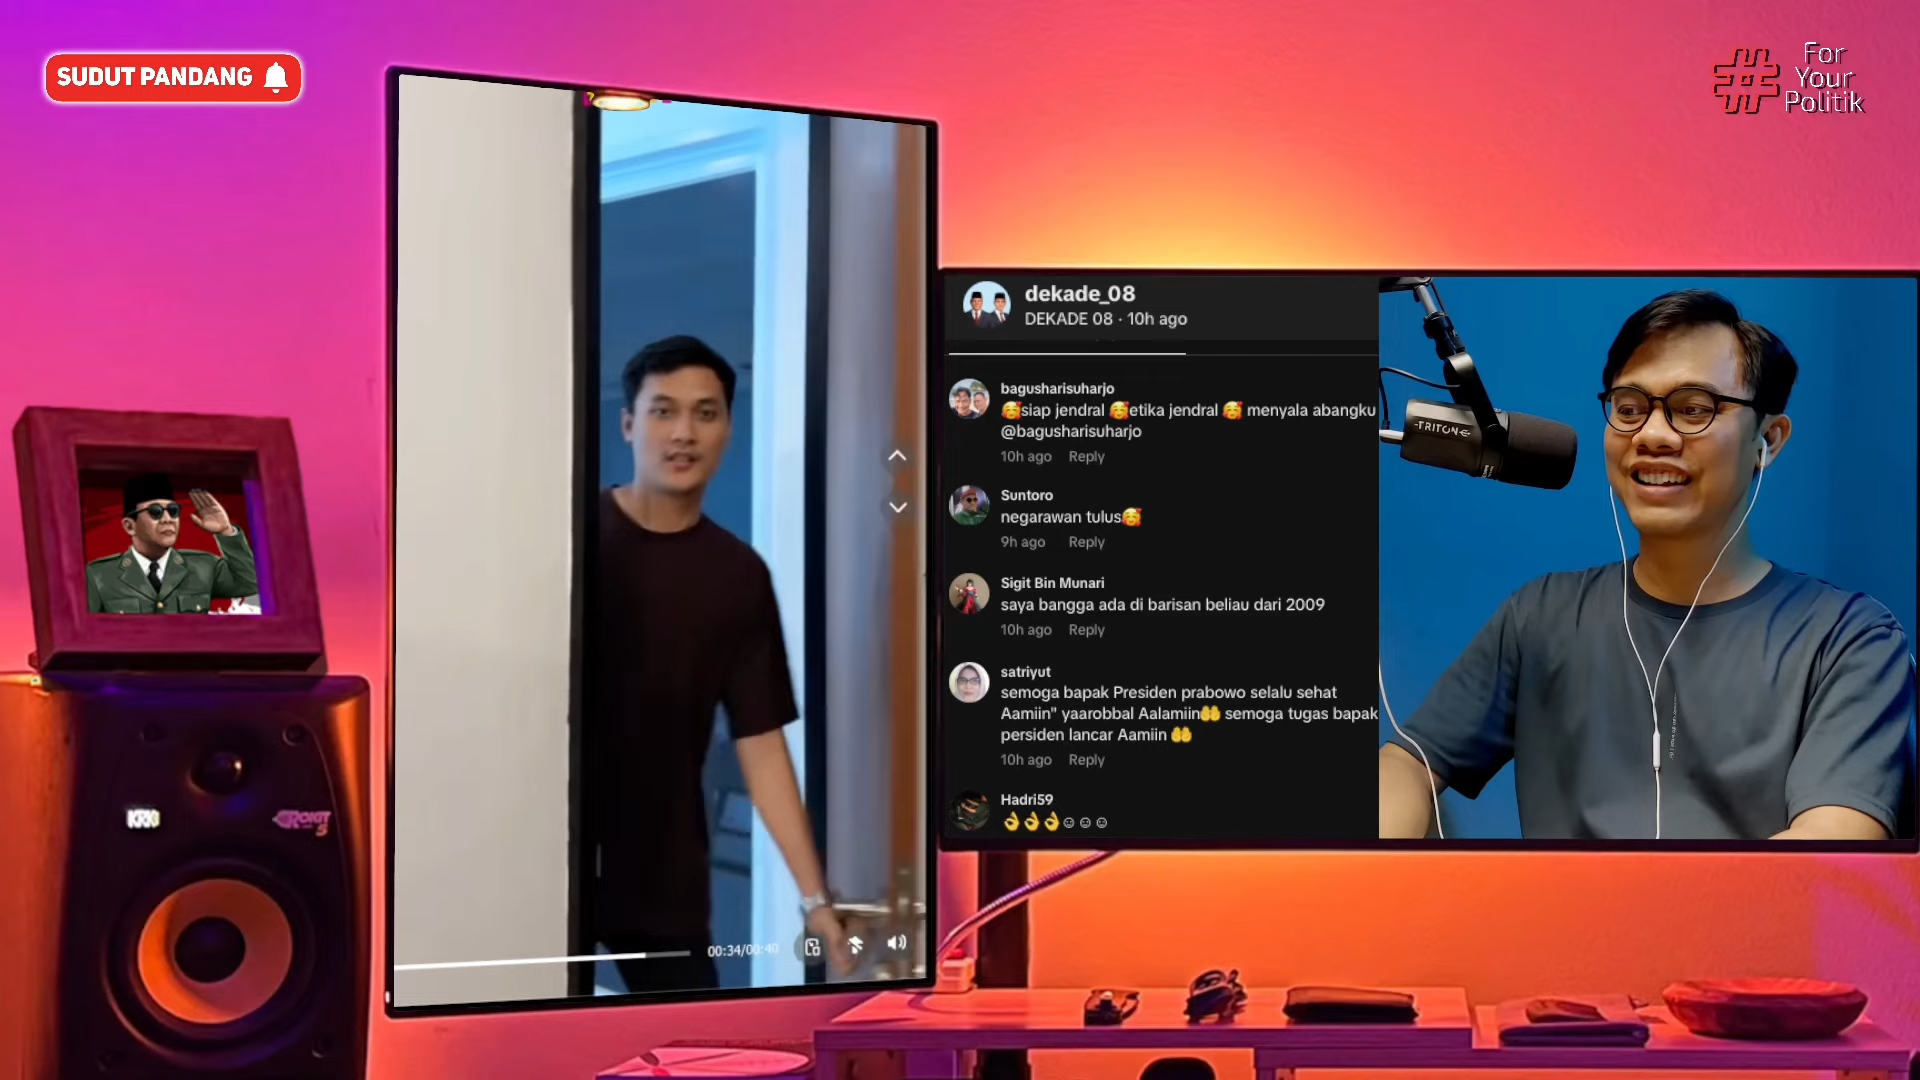 SUDUT PANDANG
For
Your
Politik
dekade_08
DEKADE 08 · 10h ago
bagusharisuharjo
🥰siap jendral 🥰etika jendral 🥰 menyala abangku
@bagusharisuharjo
10h ago Reply
Suntoro
negarawan tulus🥰
9h ago Reply
Sigit Bin Munari
saya bangga ada di barisan beliau dari 2009
10h ago Reply
satriyut
semoga bapak Presiden prabowo selalu sehat
Aamiin" yaarobbal Aalamiin🤲 semoga tugas bapak
persiden lancar Aamiin 🤲
10h ago Reply
Hadri59
👌👌👌☺☺☺
TRITON
KRK
ROKIT 5
00:34/00:40